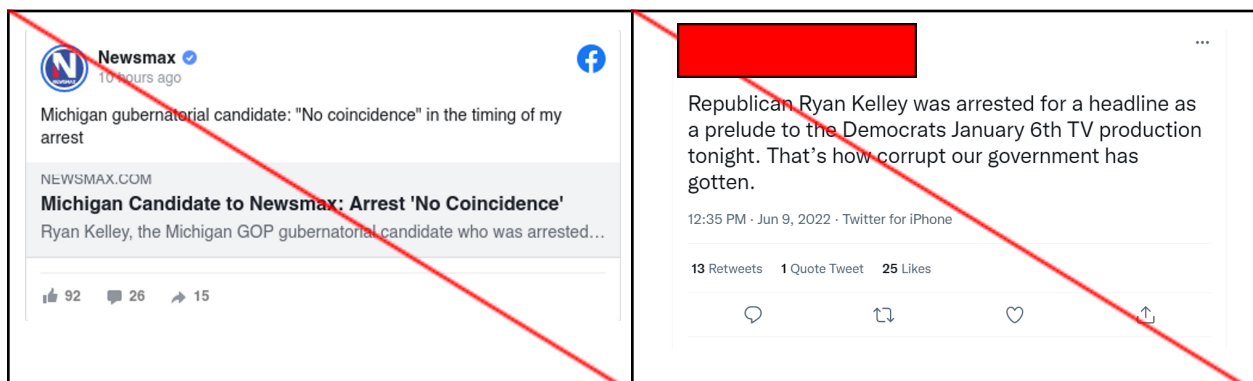 Newsmax
10 hours ago
Michigan gubernatorial candidate: "No coincidence" in the timing of my
arrest
NEWSMAX.COM
Michigan Candidate to Newsmax: Arrest 'No Coincidence'
Ryan Kelley, the Michigan GOP gubernatorial candidate who was arrested...
92 26 15
Republican Ryan Kelley was arrested for a headline as
a prelude to the Democrats January 6th TV production
tonight. That’s how corrupt our government has
gotten.
12:35 PM · Jun 9, 2022 · Twitter for iPhone
13 Retweets 1 Quote Tweet 25 Likes